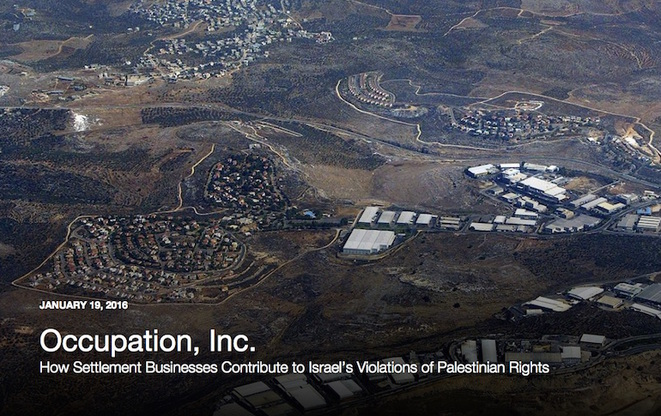 JANUARY 19, 2016
Occupation, Inc.
How Settlement Businesses Contribute to Israel's Violations of Palestinian Rights